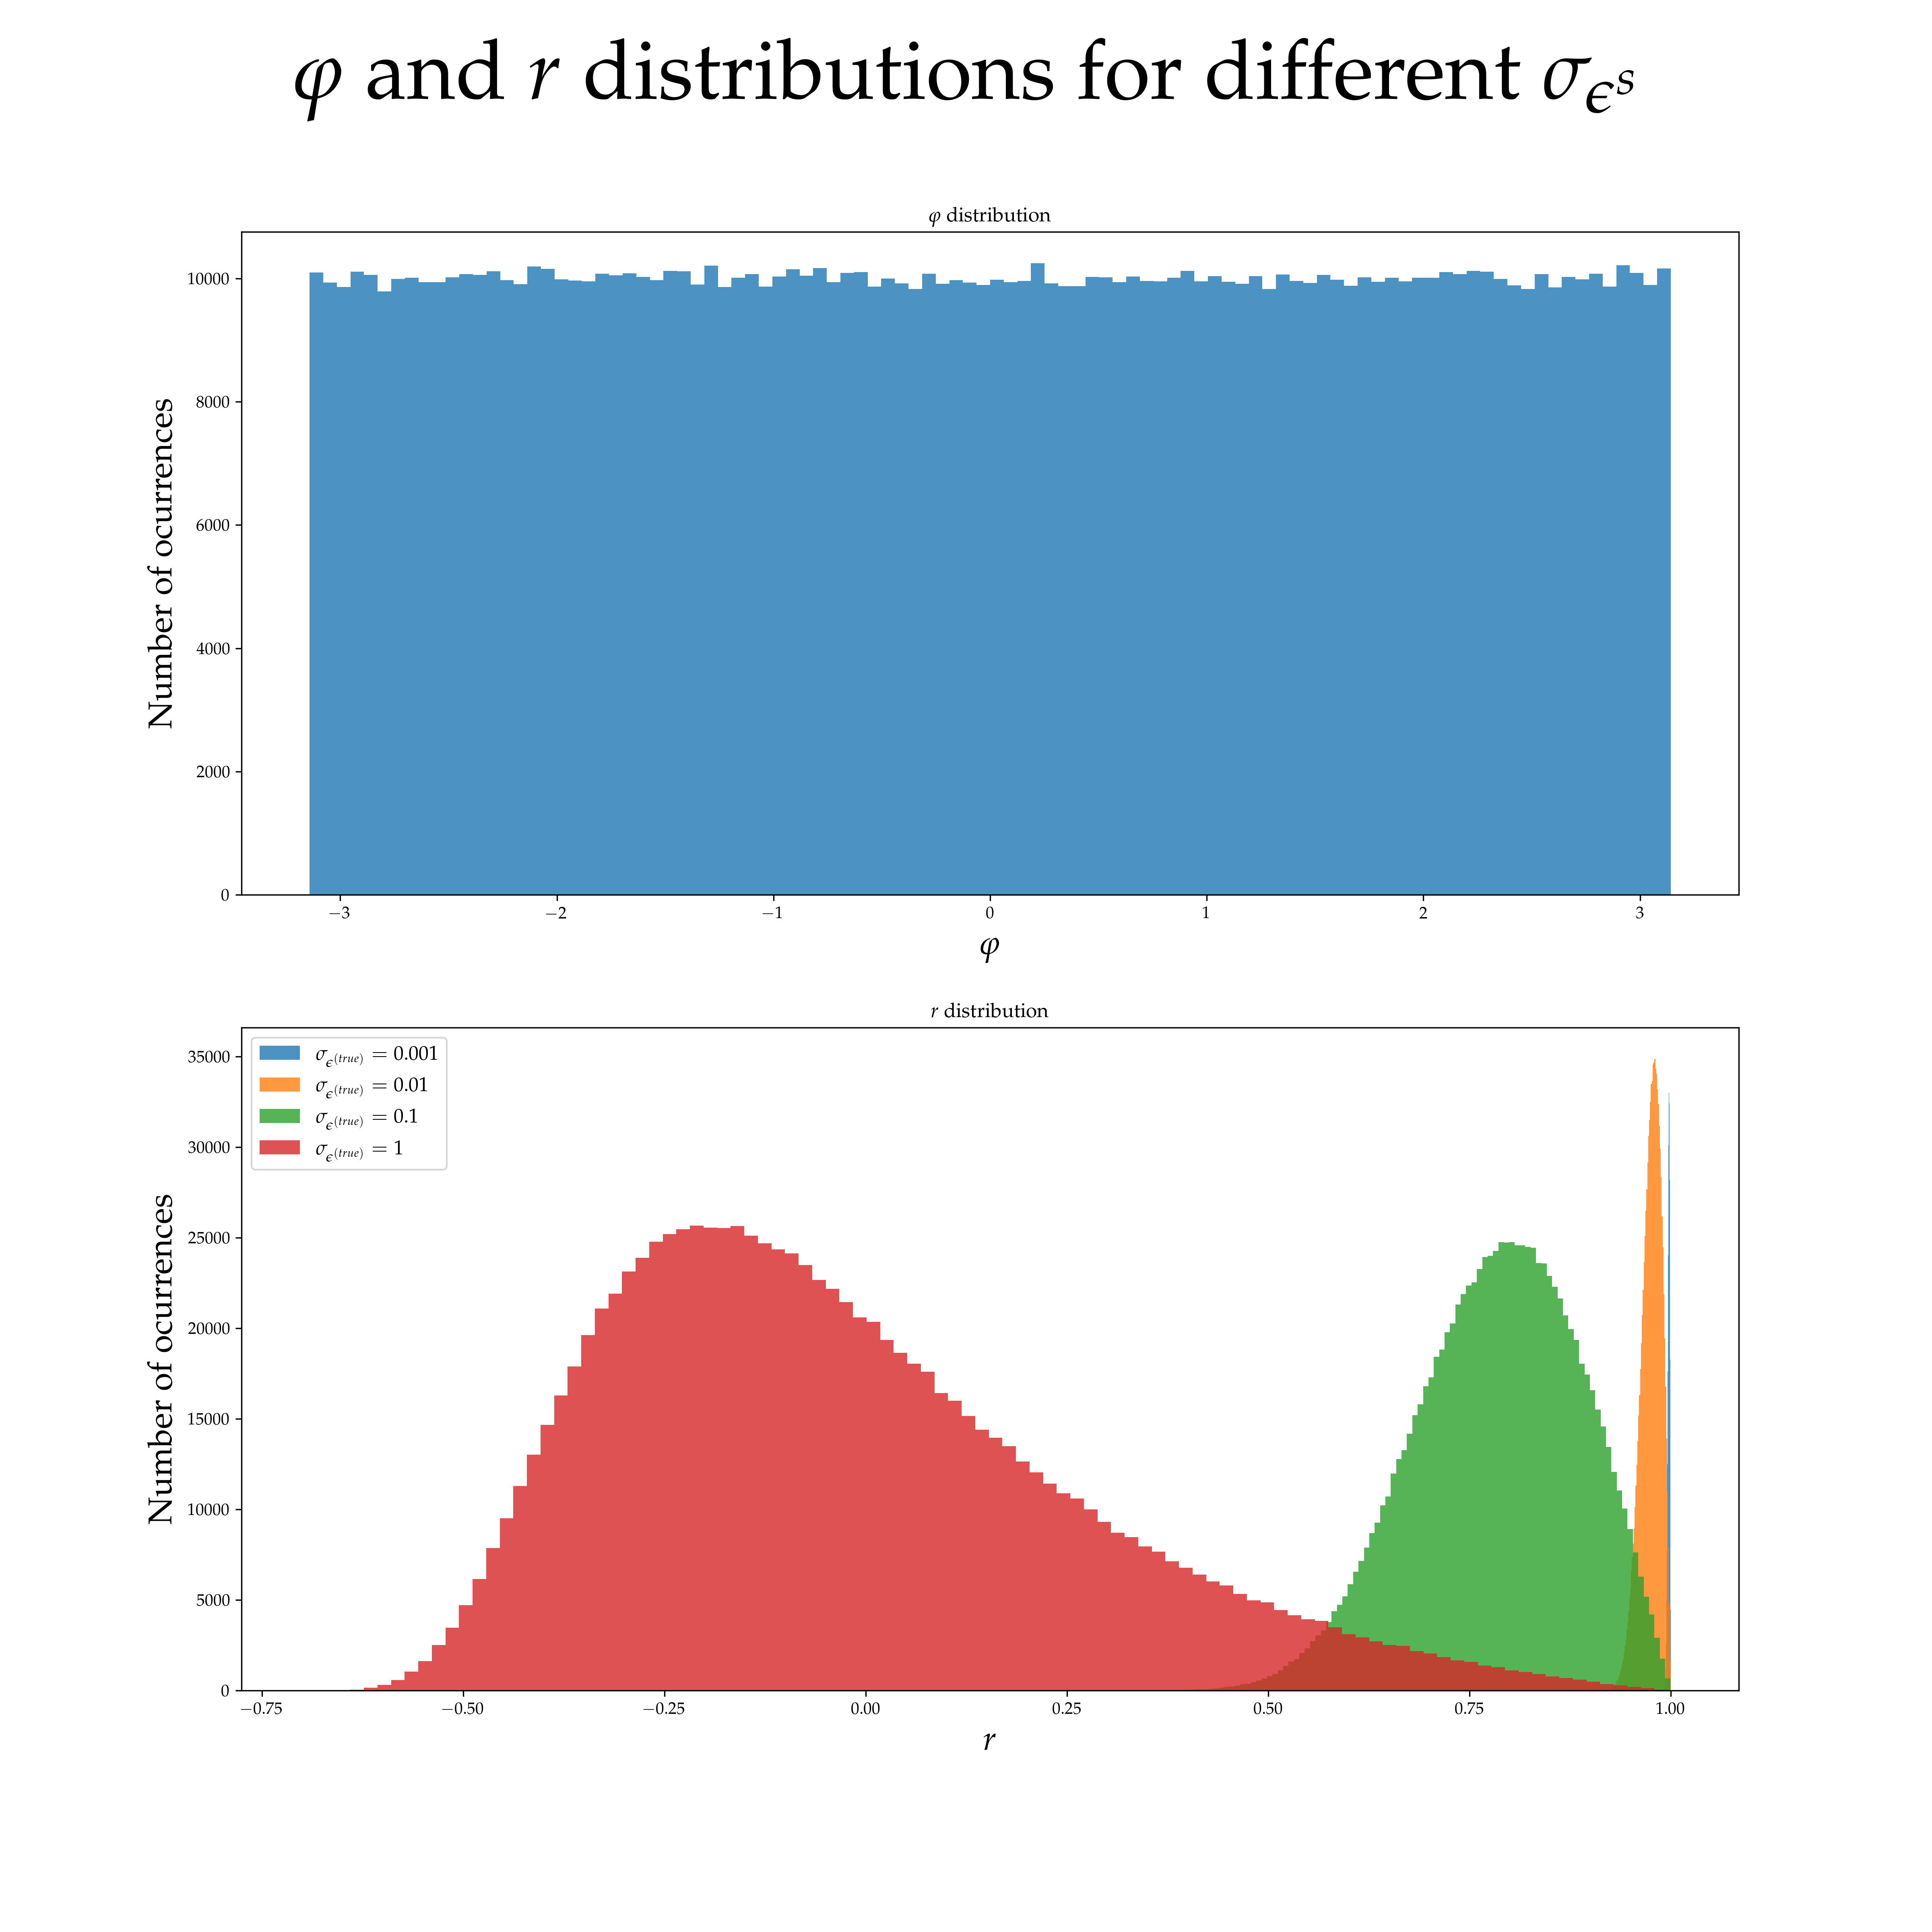 φ and r distributions for different σ_ϵ^s
φ distribution
Number of ocurrences
10000
8000
6000
4000
2000
0
−3 −2 −1 0 1 2 3
φ
r distribution
Number of ocurrences
35000
30000
25000
20000
15000
10000
5000
0
σ_ϵ^(true) = 0.001
σ_ϵ^(true) = 0.01
σ_ϵ^(true) = 0.1
σ_ϵ^(true) = 1
−0.75 −0.50 −0.25 0.00 0.25 0.50 0.75 1.00
r